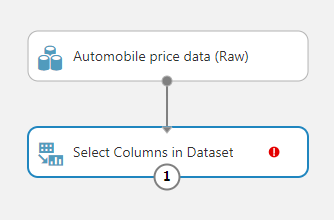 Automobile price data (Raw)
Select Columns in Dataset
1